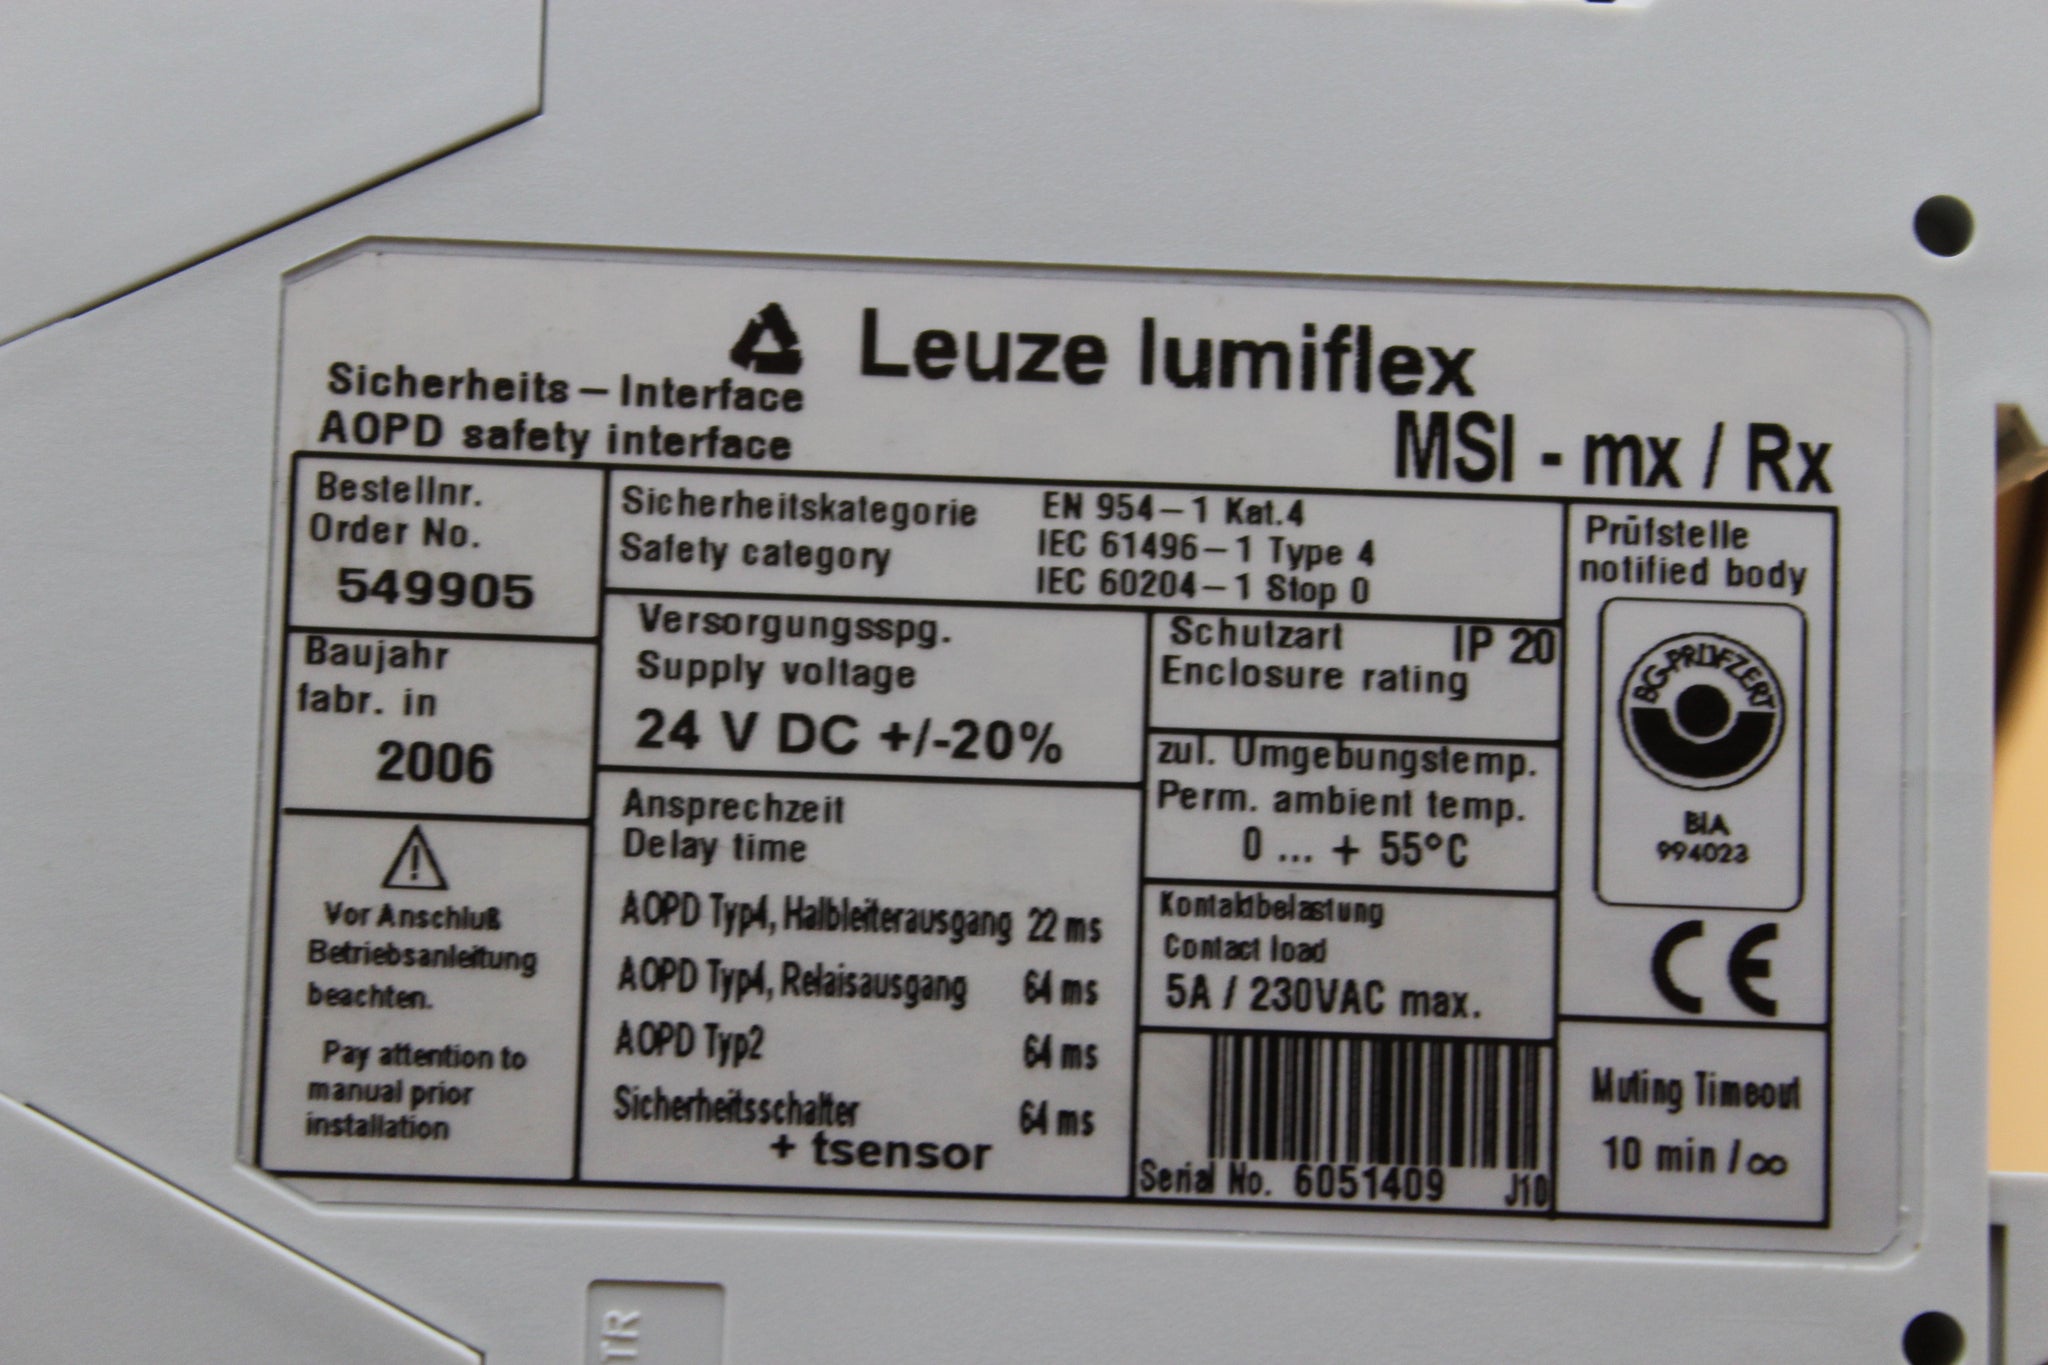 Leuze lumiflex
Sicherheits – Interface
AOPD safety interface
MSI - mx / Rx
Bestellnr.
Order No.
549905
Baujahr
fabr. in
2006
Vor Anschluß
Betriebsanleitung
beachten.
Pay attention to
manual prior
installation
Sicherheitskategorie
Safety category
EN 954–1 Kat.4
IEC 61496–1 Type 4
IEC 60204–1 Stop 0
Versorgungsspg.
Supply voltage
24 V DC +/-20%
Ansprechzeit
Delay time
AOPD Typ4, Halbleiterausgang 22 ms
AOPD Typ4, Relaisausgang 64 ms
AOPD Typ2 64 ms
Sicherheitsschalter 64 ms
+ tsensor
Schutzart IP 20
Enclosure rating
zul. Umgebungstemp.
Perm. ambient temp.
0 ... + 55°C
Kontaktbelastung
Contact load
5A / 230VAC max.
Serial No. 6051409 J10
Prüfstelle
notified body
BG-PRÜFZERT
BIA
994023
CE
Muting Timeout
10 min / ∞
TR